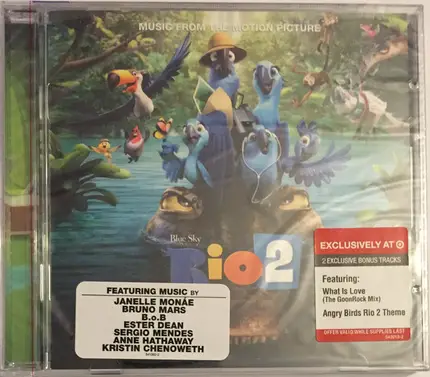 MUSIC FROM THE MOTION PICTURE
Blue Sky
Rio 2
FEATURING MUSIC BY
JANELLE MONÁE
BRUNO MARS
B.o.B
ESTER DEAN
SERGIO MENDES
ANNE HATHAWAY
KRISTIN CHENOWETH
EXCLUSIVELY AT
2 EXCLUSIVE BONUS TRACKS
Featuring:
What Is Love
(The GoonRock Mix)
Angry Birds Rio 2 Theme
OFFER VALID WHILE SUPPLIES LAST